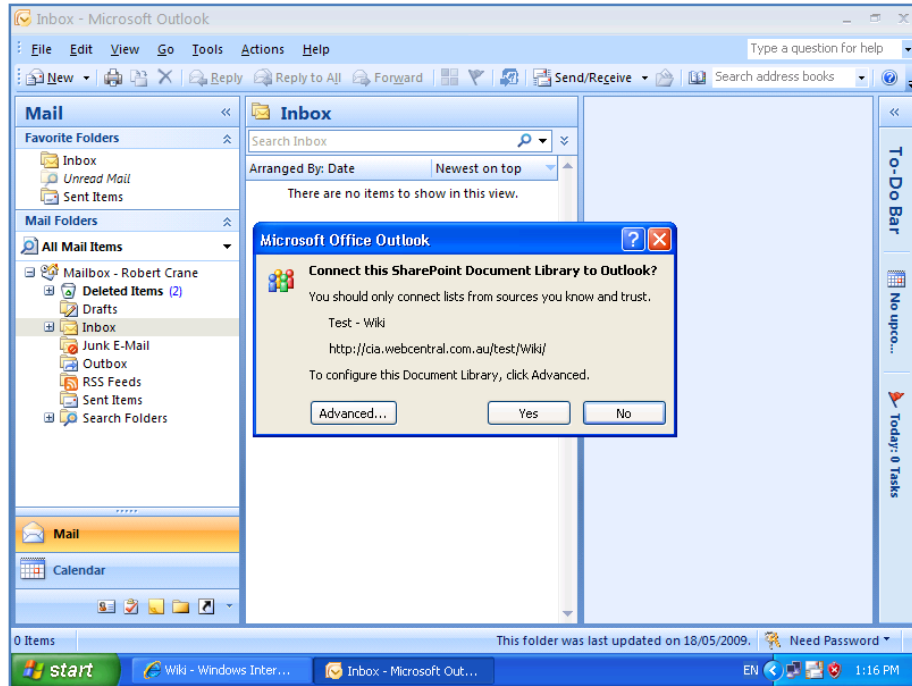 Inbox - Microsoft Outlook
File Edit View Go Tools Actions Help
Type a question for help
New Reply Reply to All Forward Send/Receive Search address books
Mail
Favorite Folders
Inbox
Unread Mail
Sent Items
Mail Folders
All Mail Items
Mailbox - Robert Crane
Deleted Items (2)
Drafts
Inbox
Junk E-Mail
Outbox
RSS Feeds
Sent Items
Search Folders
Mail
Calendar
Inbox
Search Inbox
Arranged By: Date Newest on top
There are no items to show in this view.
Microsoft Office Outlook
Connect this SharePoint Document Library to Outlook?
You should only connect lists from sources you know and trust.
Test - Wiki
http://cia.webcentral.com.au/test/Wiki/
To configure this Document Library, click Advanced.
Advanced... Yes No
To-Do Bar
No upco...
Today: 0 Tasks
0 Items
This folder was last updated on 18/05/2009. Need Password
start Wiki - Windows Inter... Inbox - Microsoft Out... EN 1:16 PM